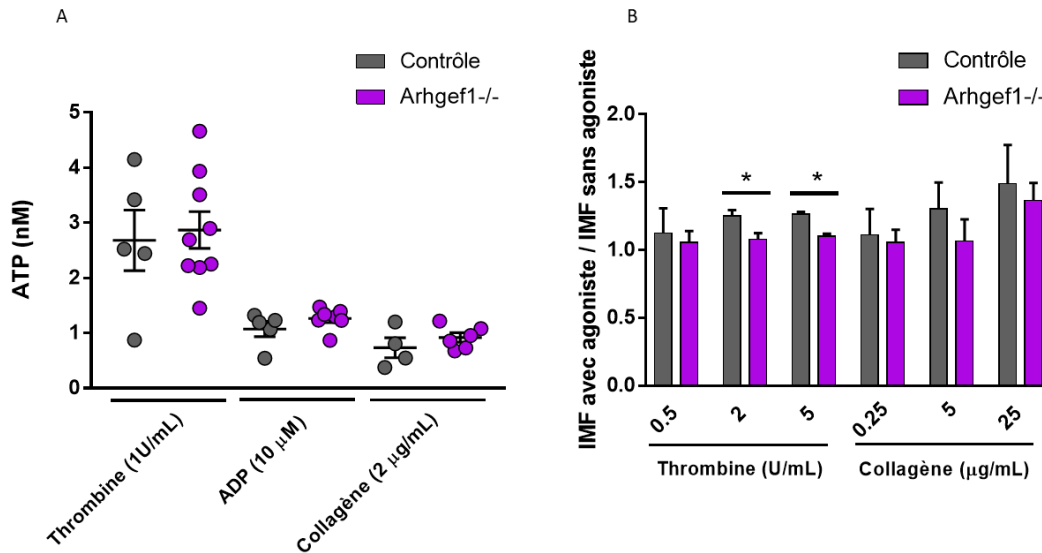 A
Contrôle
Arhgef1-/-
ATP (nM)
5
4
3
2
1
0
Thrombine (1U/mL)
ADP (10 µM)
Collagène (2 µg/mL)
B
Contrôle
Arhgef1-/-
IMF avec agoniste / IMF sans agoniste
2.0
1.5
1.0
0.5
0.0
*
*
0.5
2
5
0.25
5
25
Thrombine (U/mL)
Collagène (µg/mL)